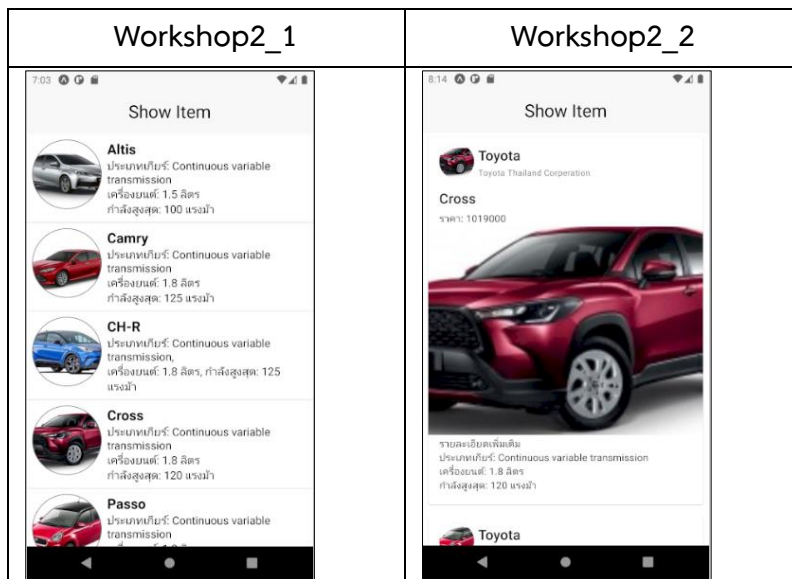 Workshop2_1
Workshop2_2
7:03
Show Item
Altis
ประเภทเกียร์: Continuous variable
transmission
เครื่องยนต์: 1.5 ลิตร
กำลังสูงสุด: 100 แรงม้า
Camry
ประเภทเกียร์: Continuous variable
transmission
เครื่องยนต์: 1.8 ลิตร
กำลังสูงสุด: 125 แรงม้า
CH-R
ประเภทเกียร์: Continuous variable
transmission,
เครื่องยนต์: 1.8 ลิตร, กำลังสูงสุด: 125
แรงม้า
Cross
ประเภทเกียร์: Continuous variable
transmission
เครื่องยนต์: 1.8 ลิตร
กำลังสูงสุด: 120 แรงม้า
Passo
ประเภทเกียร์: Continuous variable
transmission
8:14
Show Item
Toyota
Toyota Thailand Corperation
Cross
ราคา: 1019000
รายละเอียดเพิ่มเติม
ประเภทเกียร์: Continuous variable transmission
เครื่องยนต์: 1.8 ลิตร
กำลังสูงสุด: 120 แรงม้า
Toyota